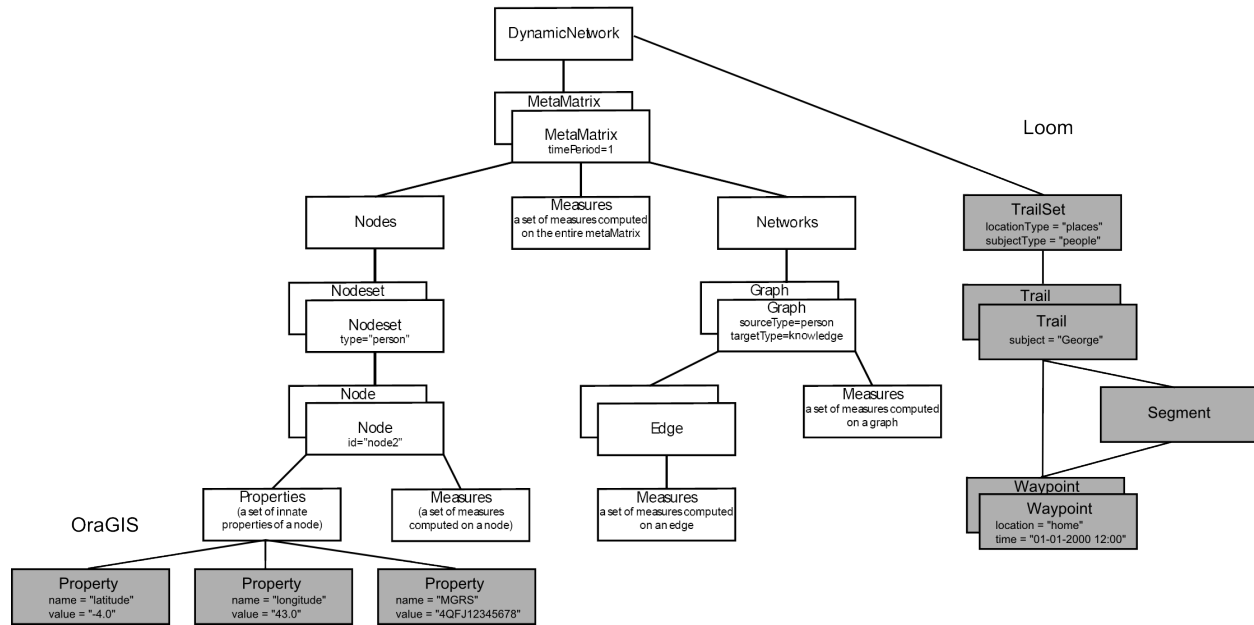 DynamicNetwork
MetaMatrix
MetaMatrix
timePeriod=1
Loom
Nodes
Measures
a set of measures computed
on the entire metaMatrix
Networks
TrailSet
locationType = "places"
subjectType = "people"
Nodeset
Nodeset
type="person"
Graph
Graph
sourceType=person
targetType=knowledge
Trail
Trail
subject = "George"
Node
Node
id="node2"
Edge
Measures
a set of measures computed
on a graph
Segment
Properties
(a set of innate
properties of a node)
Measures
(a set of measures
computed on a node)
Measures
a set of measures computed
on an edge
Waypoint
Waypoint
location = "home"
time = "01-01-2000 12:00"
OraGIS
Property
name = "latitude"
value = "-4.0"
Property
name = "longitude"
value = "43.0"
Property
name = "MGRS"
value = "4QFJ12345678"